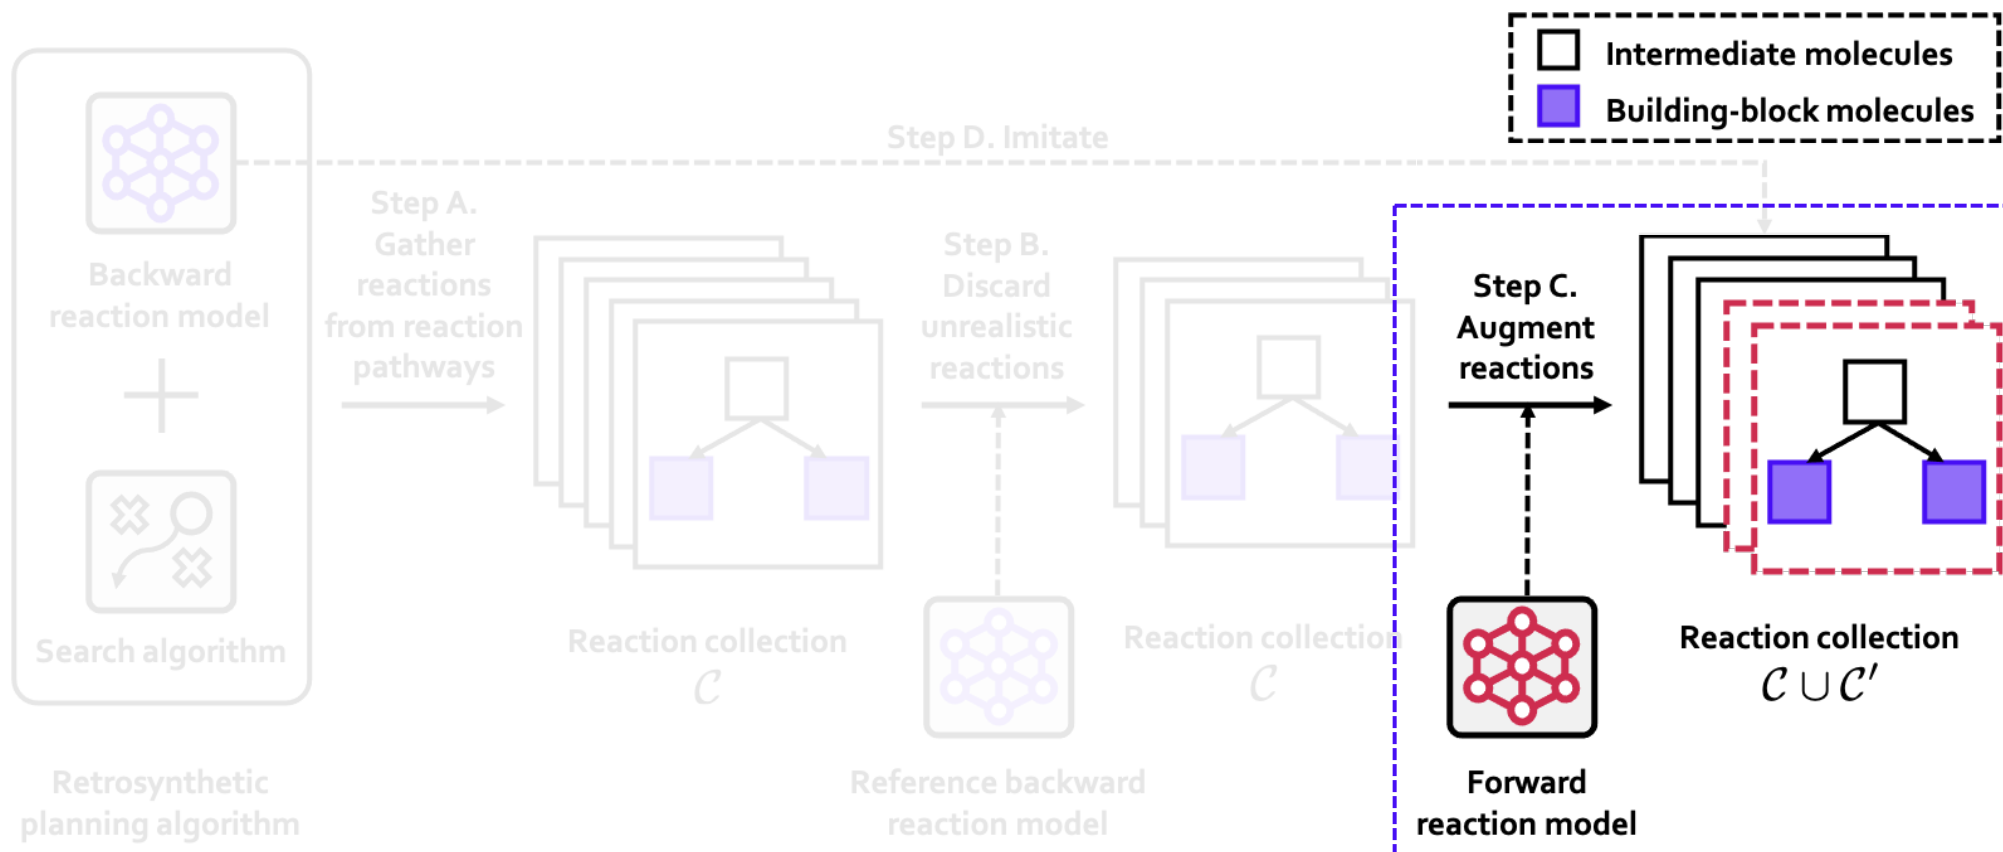 Intermediate molecules
Building-block molecules
Step D. Imitate
Backward
reaction model
Search algorithm
Retrosynthetic
planning algorithm
Step A.
Gather
reactions
from reaction
pathways
Reaction collection
𝒞
Step B.
Discard
unrealistic
reactions
Reference backward
reaction model
Reaction collection
𝒞
Step C.
Augment
reactions
Forward
reaction model
Reaction collection
𝒞 ∪ 𝒞′